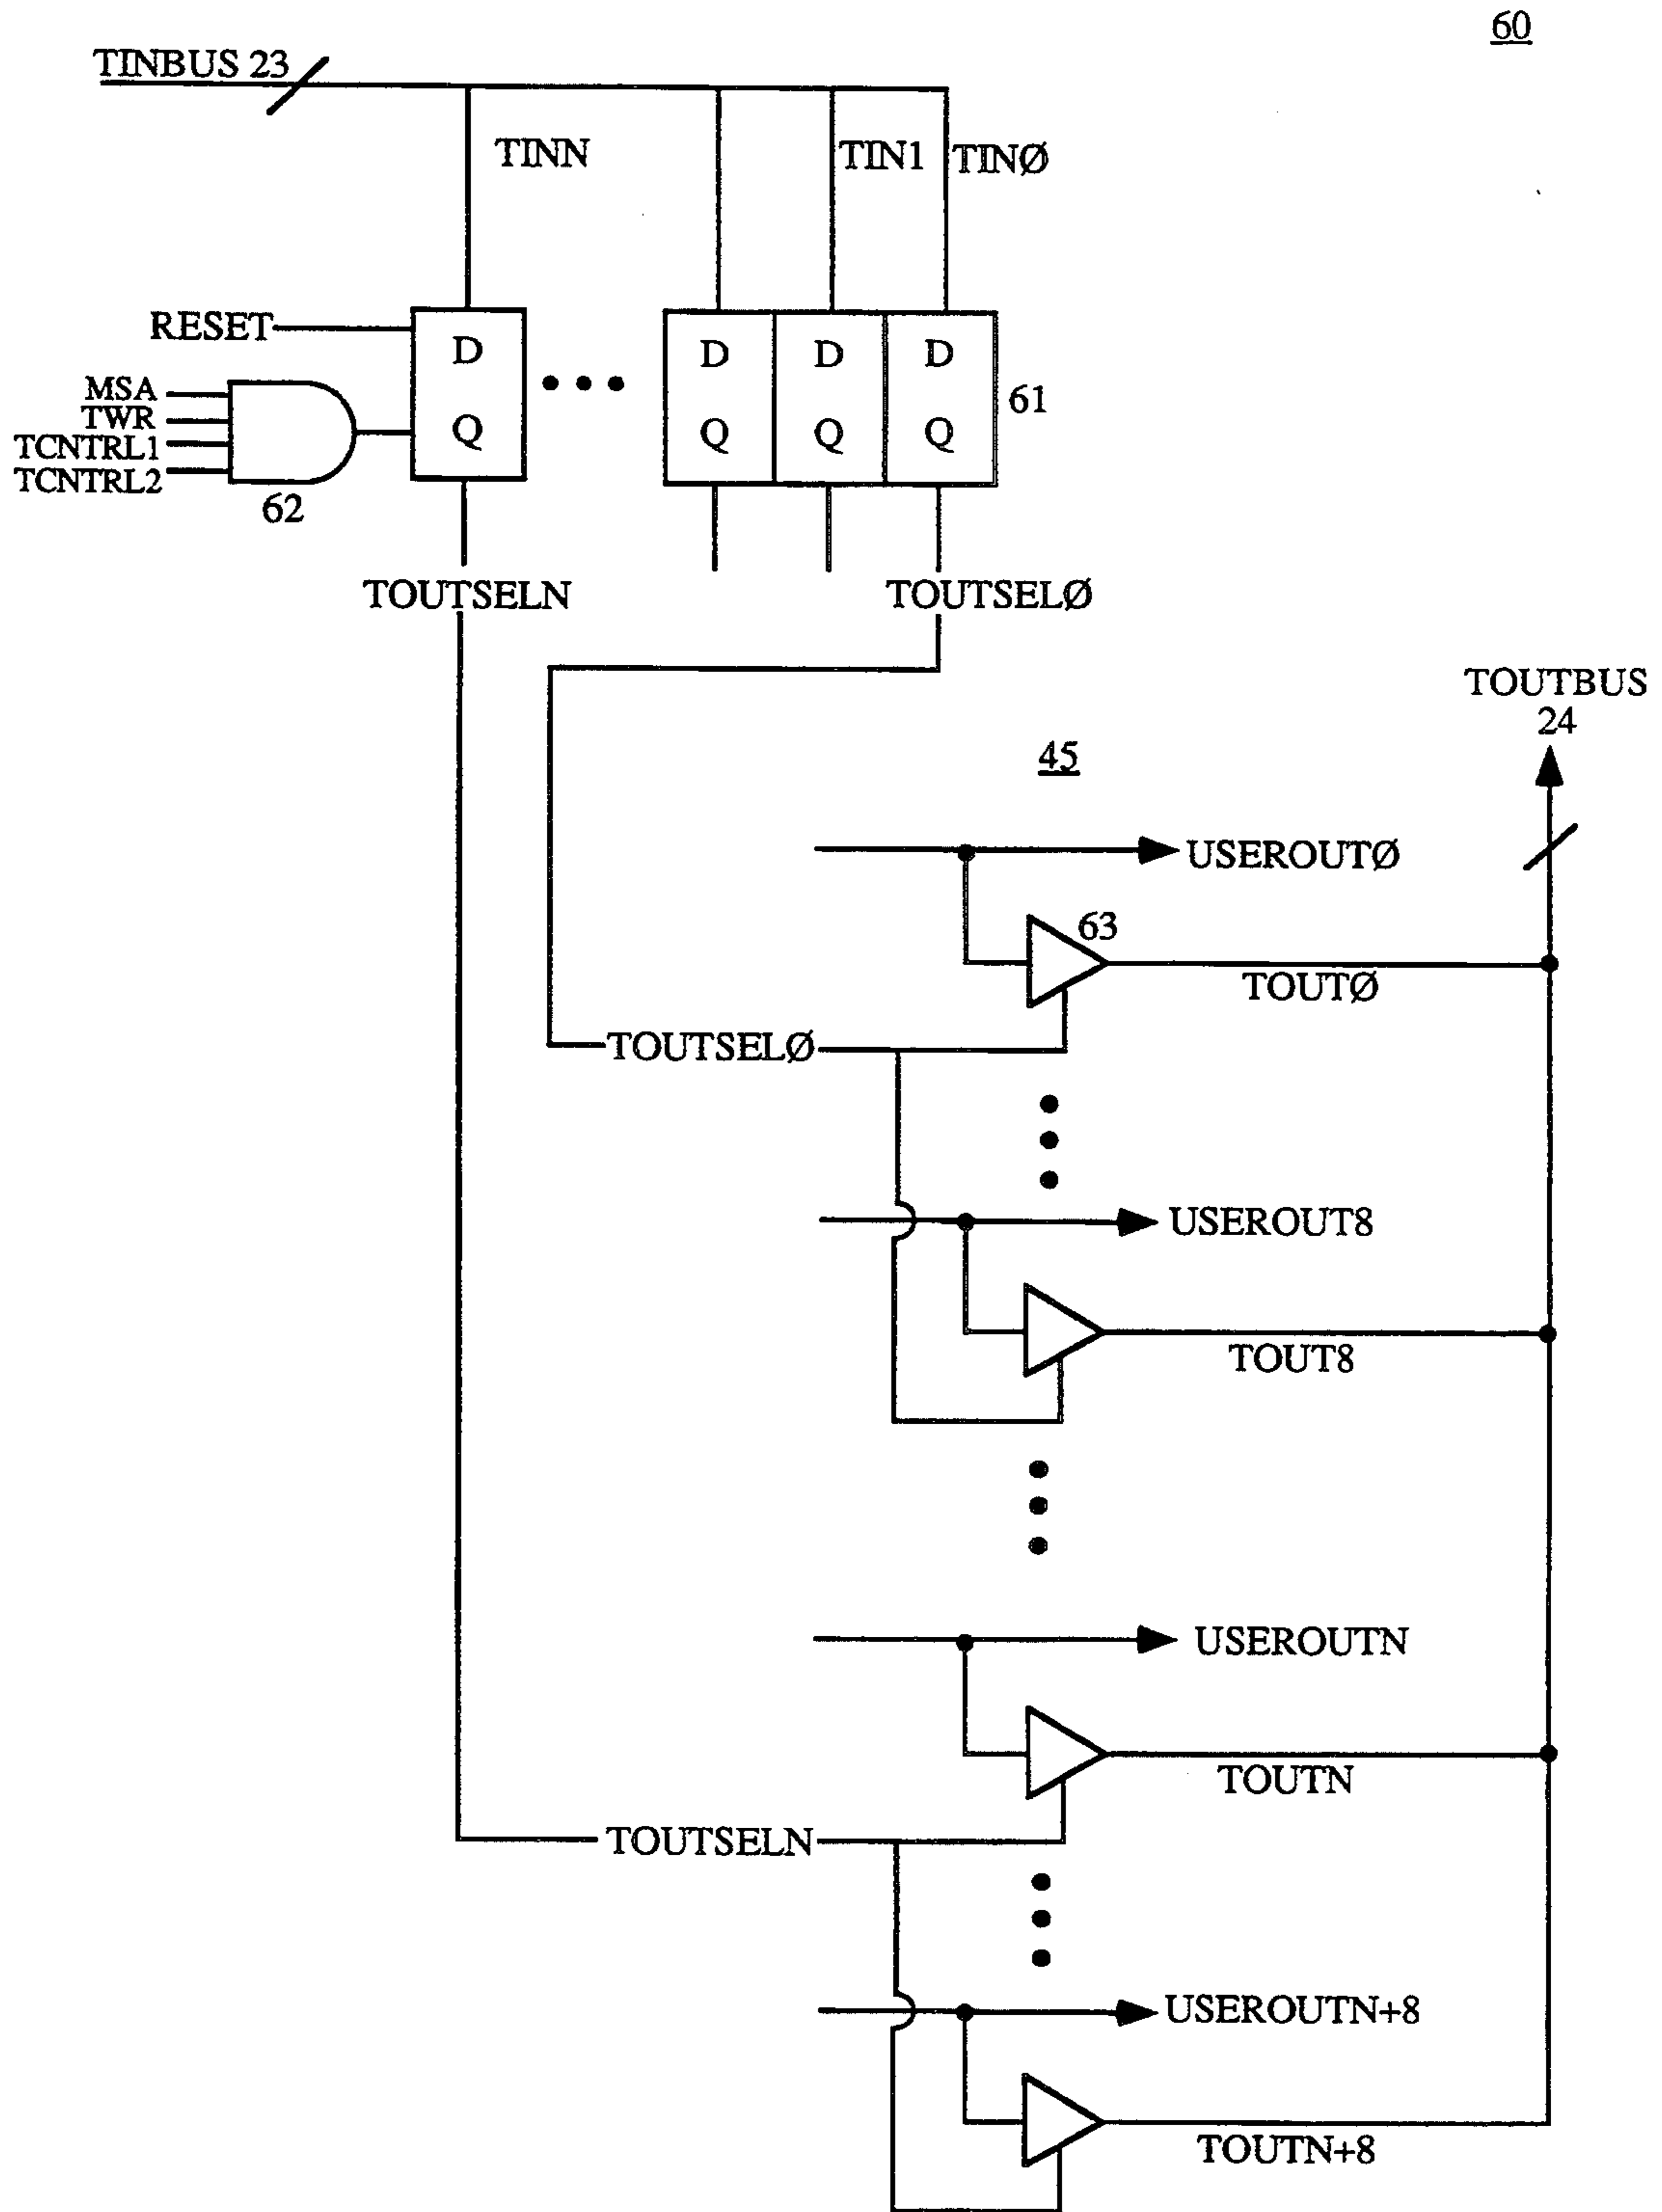 60
TINBUS 23
TINN
TIN1
TINØ
RESET
D
D
D
D
MSA
TWR
TCNTRL1
TCNTRL2
Q
Q
Q
Q
61
62
TOUTSELN
TOUTSELØ
TOUTBUS
24
45
USEROUTØ
63
TOUTØ
TOUTSELØ
USEROUT8
TOUT8
USEROUTN
TOUTN
TOUTSELN
USEROUTN+8
TOUTN+8